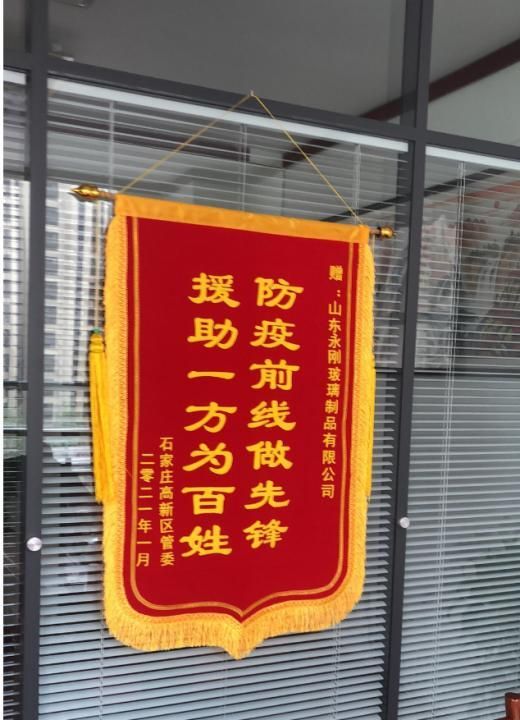 赠：山东永刚玻璃制品有限公司
防疫前线做先锋
援助一方为百姓
石家庄高新区管委
二零二一年一月